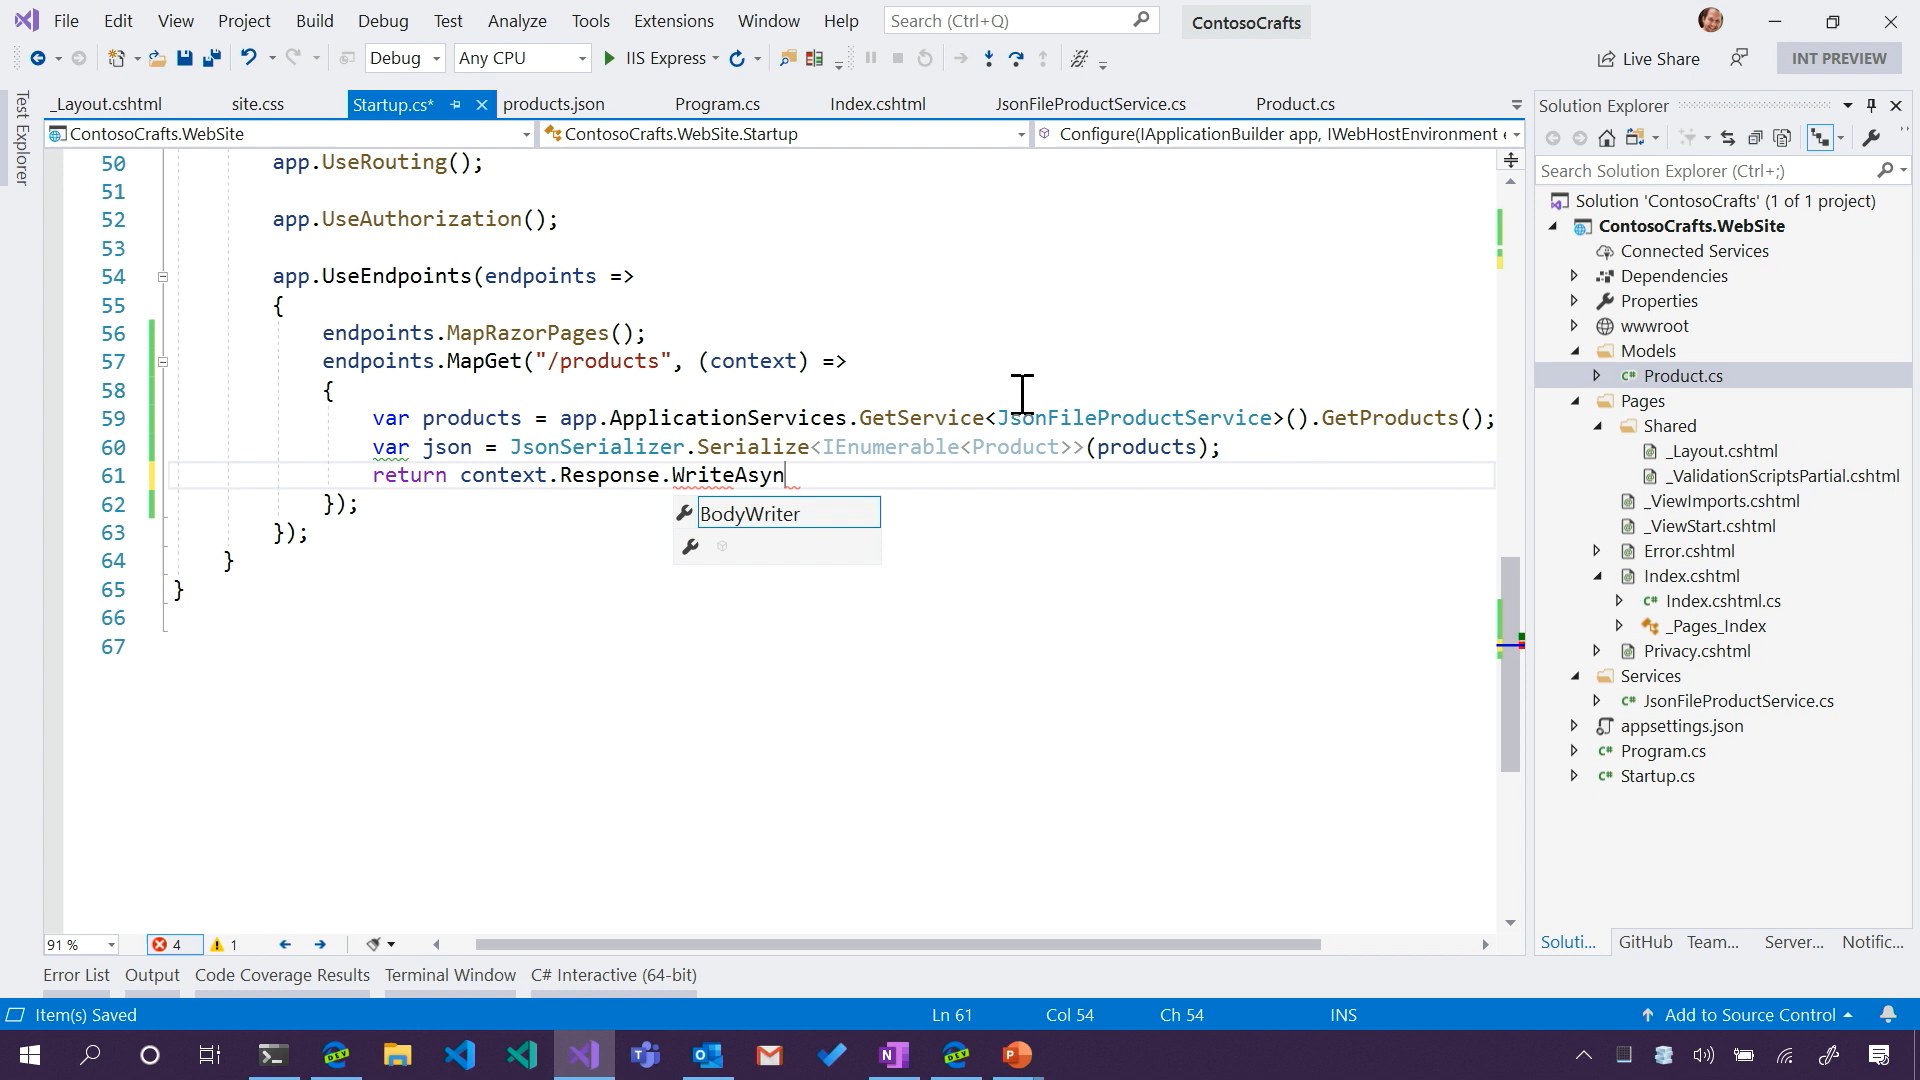 File Edit View Project Build Debug Test Analyze Tools Extensions Window Help Search (Ctrl+Q) ContosoCrafts
Debug Any CPU IIS Express Live Share INT PREVIEW
Test Explorer
_Layout.cshtml site.css Startup.cs* products.json Program.cs Index.cshtml JsonFileProductService.cs Product.cs
ContosoCrafts.WebSite ContosoCrafts.WebSite.Startup Configure(IApplicationBuilder app, IWebHostEnvironment e
50 app.UseRouting();
51
52 app.UseAuthorization();
53
54 app.UseEndpoints(endpoints =>
55 {
56 endpoints.MapRazorPages();
57 endpoints.MapGet("/products", (context) =>
58 {
59 var products = app.ApplicationServices.GetService<JsonFileProductService>().GetProducts();
60 var json = JsonSerializer.Serialize<IEnumerable<Product>>(products);
61 return context.Response.WriteAsyn
62 });
63 });
64 }
65 }
66
67
BodyWriter
Solution Explorer
Search Solution Explorer (Ctrl+;)
Solution 'ContosoCrafts' (1 of 1 project)
ContosoCrafts.WebSite
Connected Services
Dependencies
Properties
wwwroot
Models
C# Product.cs
Pages
Shared
_Layout.cshtml
_ValidationScriptsPartial.cshtml
_ViewImports.cshtml
_ViewStart.cshtml
Error.cshtml
Index.cshtml
C# Index.cshtml.cs
_Pages_Index
Privacy.cshtml
Services
C# JsonFileProductService.cs
appsettings.json
C# Program.cs
C# Startup.cs
91 % 4 1
Soluti... GitHub Team... Server... Notific...
Error List Output Code Coverage Results Terminal Window C# Interactive (64-bit)
Item(s) Saved Ln 61 Col 54 Ch 54 INS Add to Source Control
DEV DEV